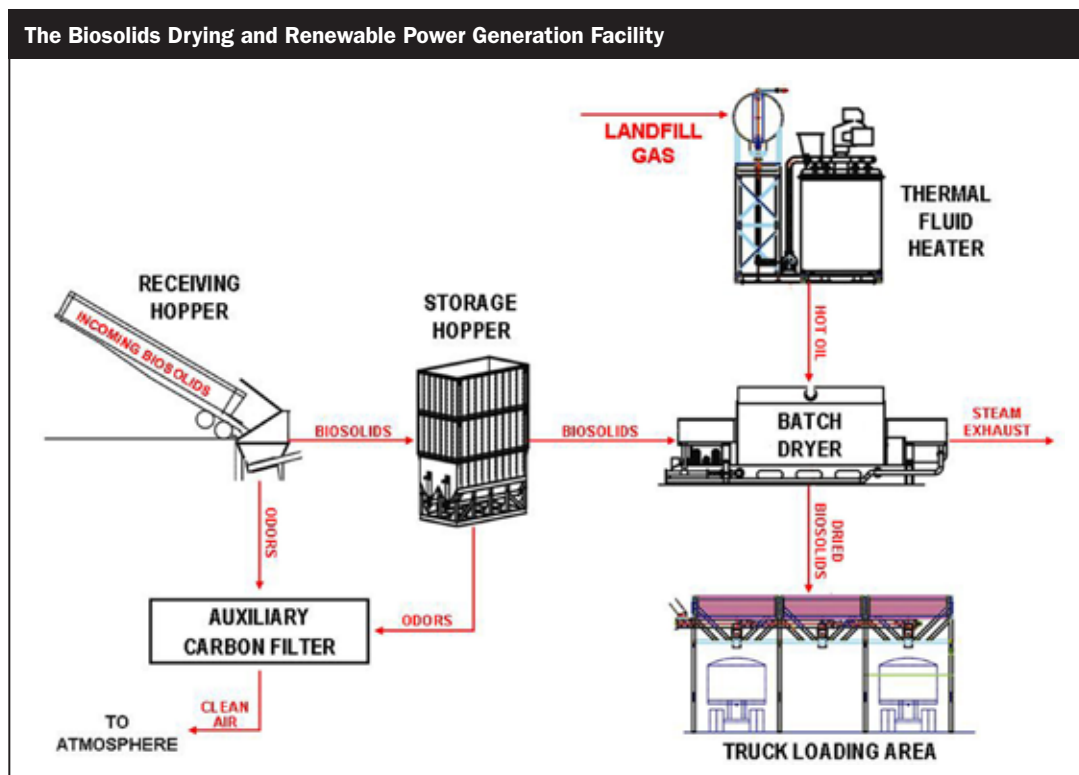 The Biosolids Drying and Renewable Power Generation Facility
LANDFILL
GAS
THERMAL
FLUID
HEATER
RECEIVING
HOPPER
INCOMING BIOSOLIDS
STORAGE
HOPPER
HOT OIL
BIOSOLIDS
BIOSOLIDS
BATCH
DRYER
STEAM
EXHAUST
ODORS
DRIED
BIOSOLIDS
AUXILIARY
CARBON FILTER
ODORS
CLEAN
AIR
TO
ATMOSPHERE
TRUCK LOADING AREA